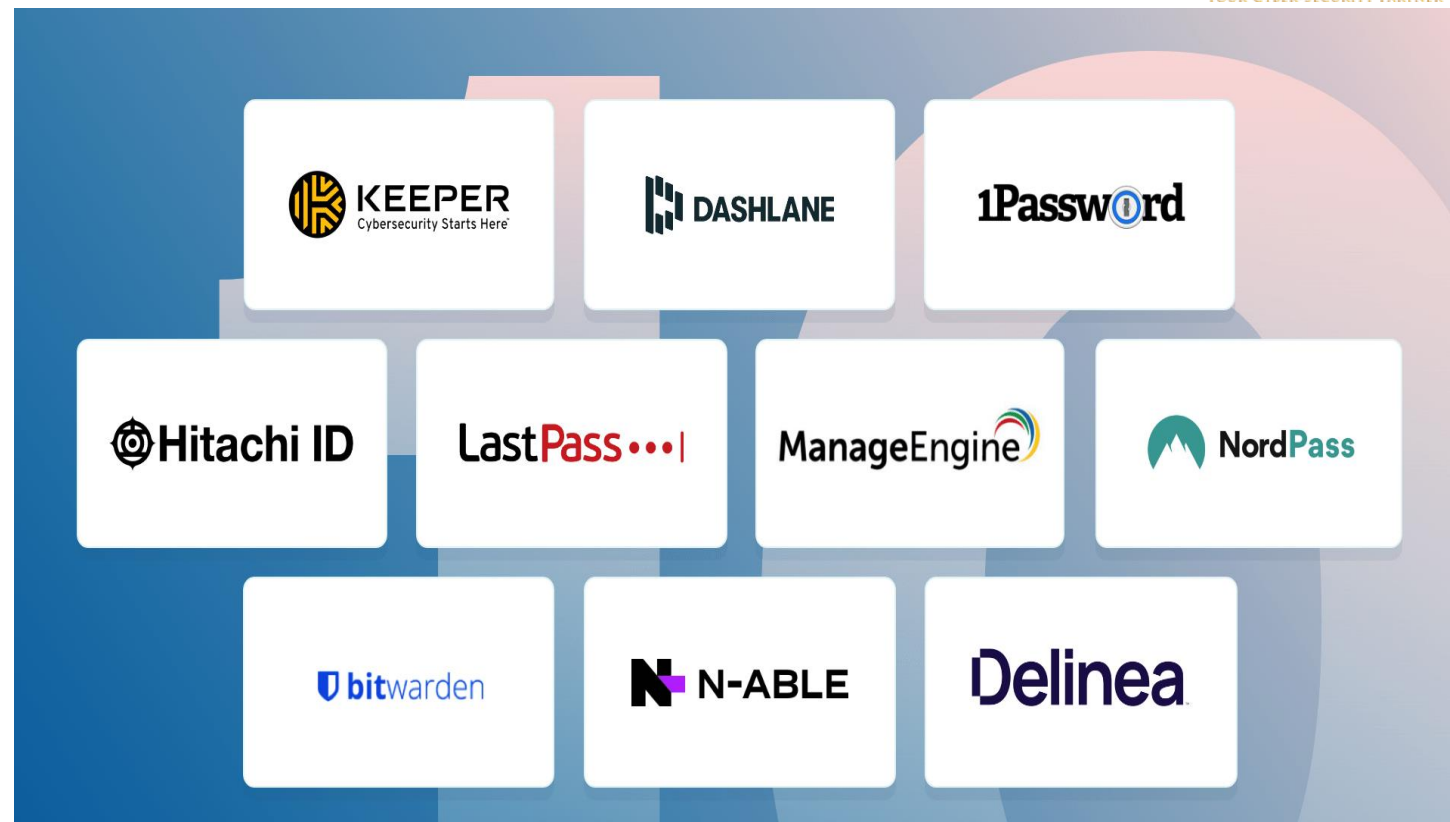 KEEPER
Cybersecurity Starts Here
DASHLANE
1Password
Hitachi ID
LastPass
ManageEngine
NordPass
bitwarden
N-ABLE
Delinea